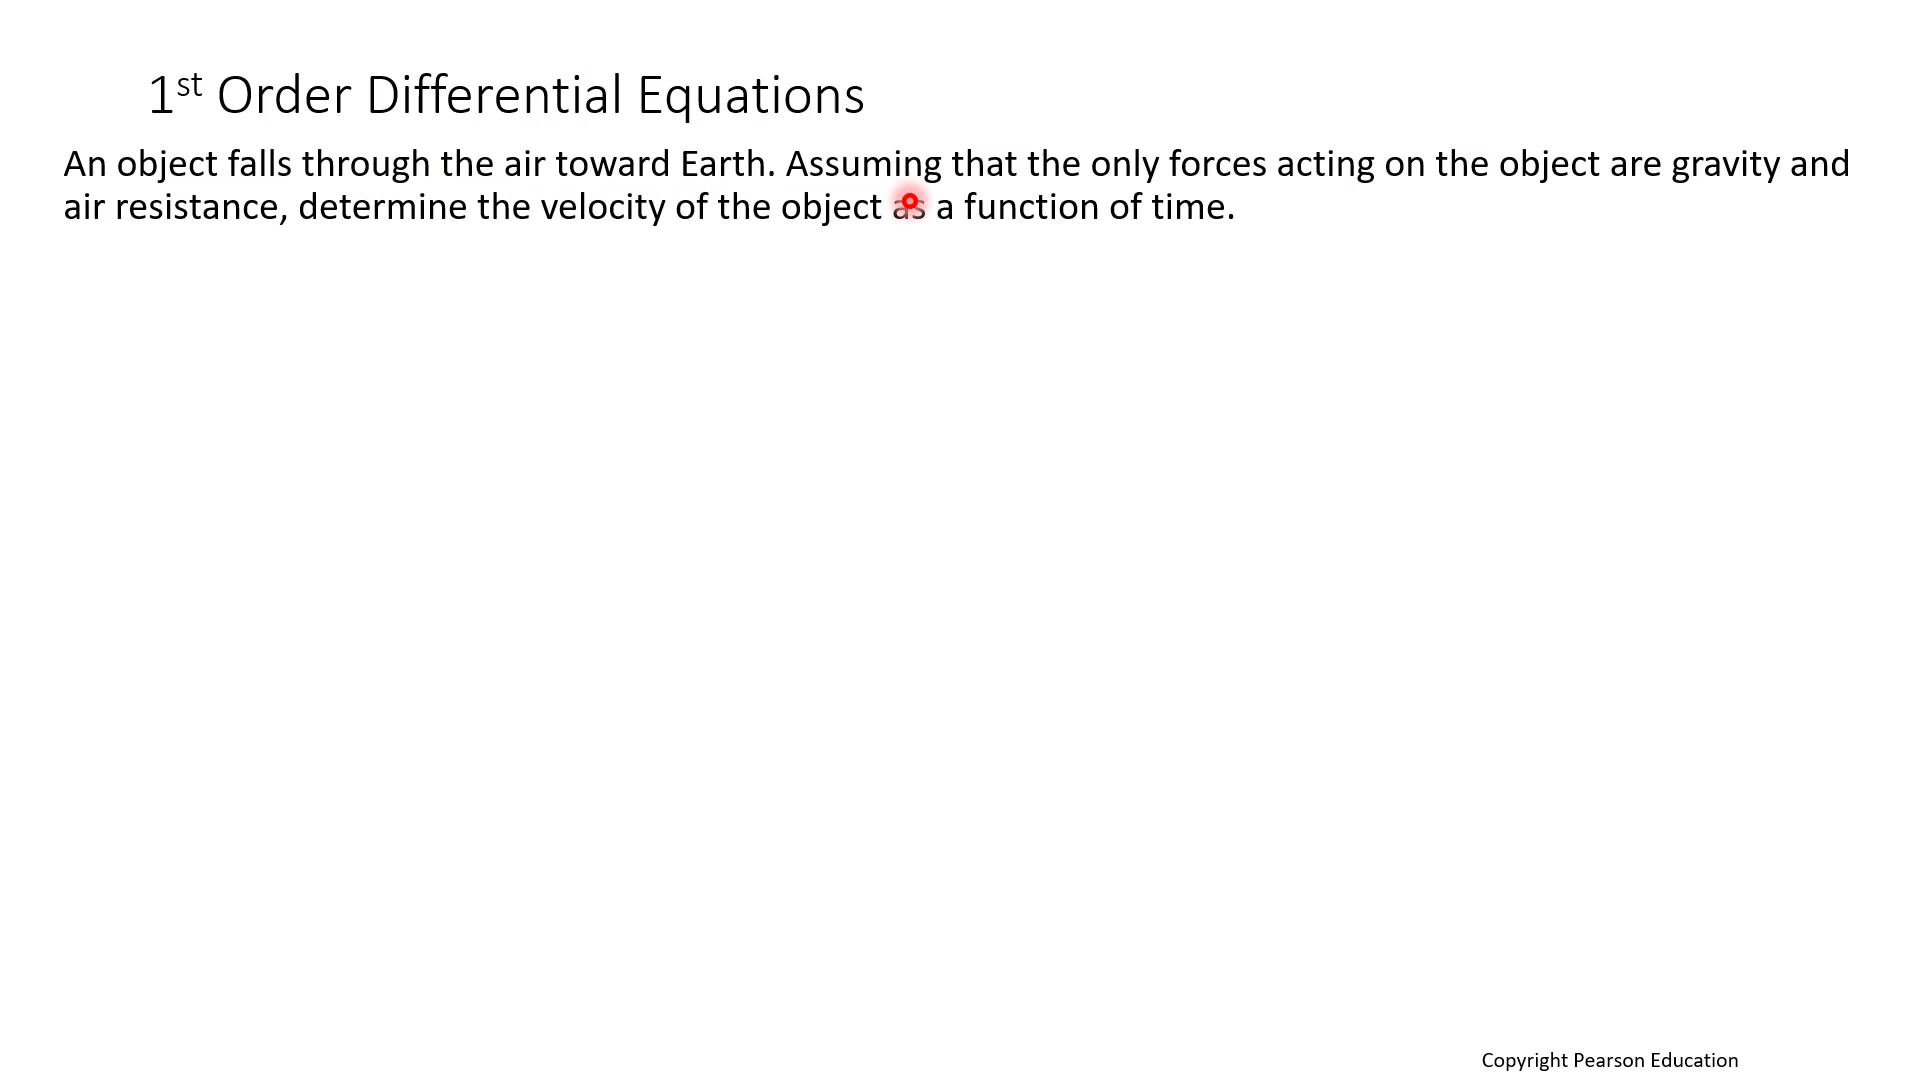 1st Order Differential Equations
An object falls through the air toward Earth. Assuming that the only forces acting on the object are gravity and
air resistance, determine the velocity of the object as a function of time.
Copyright Pearson Education